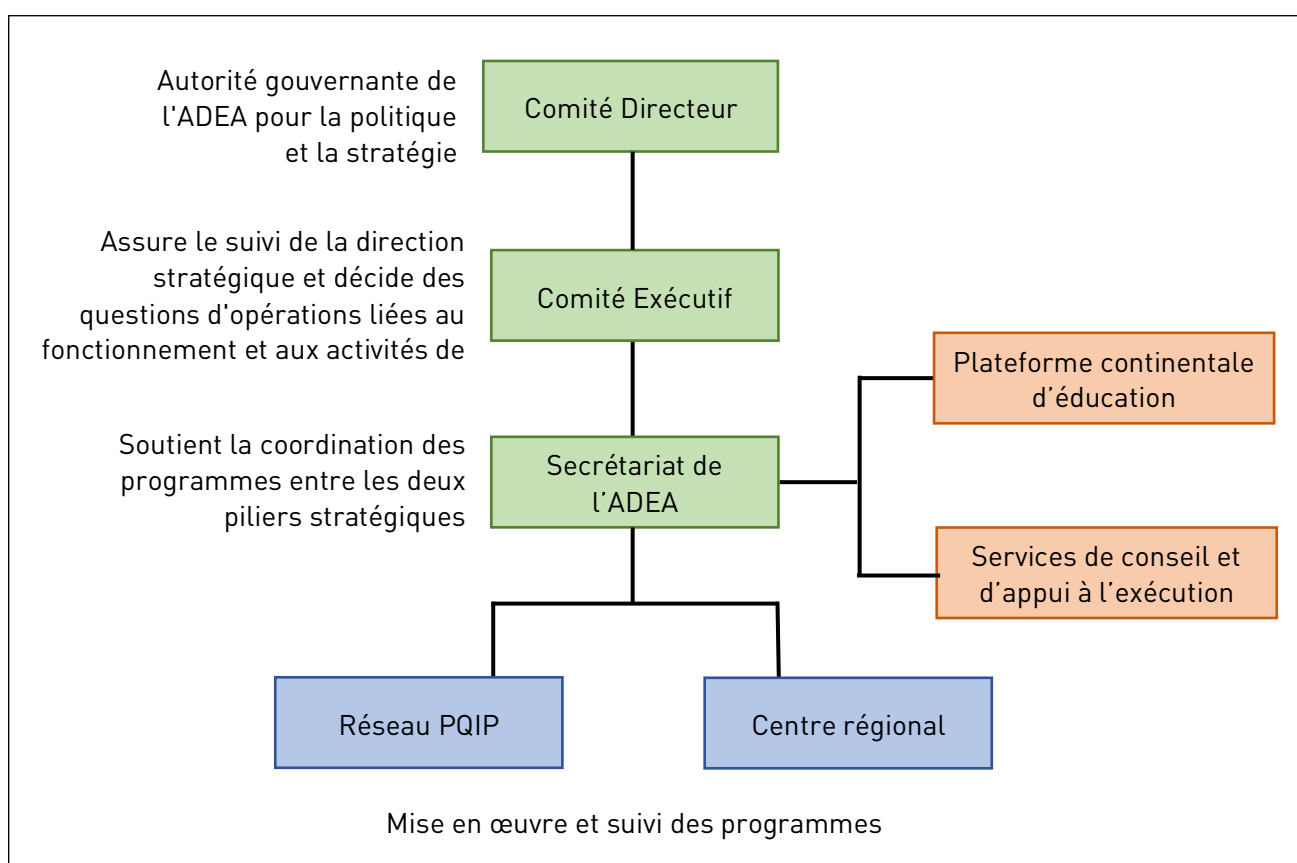 Autorité gouvernante de
l'ADEA pour la politique
et la stratégie
Comité Directeur
Assure le suivi de la direction
stratégique et décide des
questions d'opérations liées au
fonctionnement et aux activités de
Comité Exécutif
Plateforme continentale
d’éducation
Soutient la coordination des
programmes entre les deux
piliers stratégiques
Secrétariat de
l’ADEA
Services de conseil et
d’appui à l’exécution
Réseau PQIP
Centre régional
Mise en œuvre et suivi des programmes